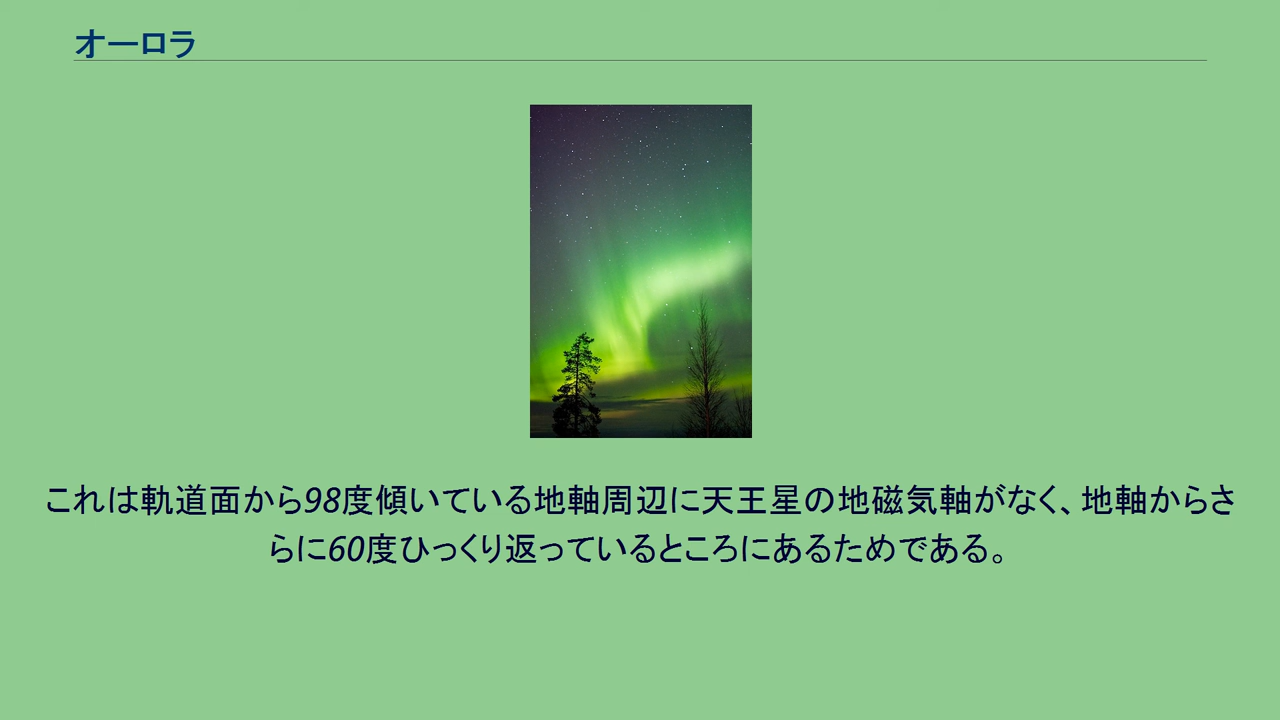 オーロラ
これは軌道面から98度傾いている地軸周辺に天王星の地磁気軸がなく、地軸からさ
らに60度ひっくり返っているところにあるためである。